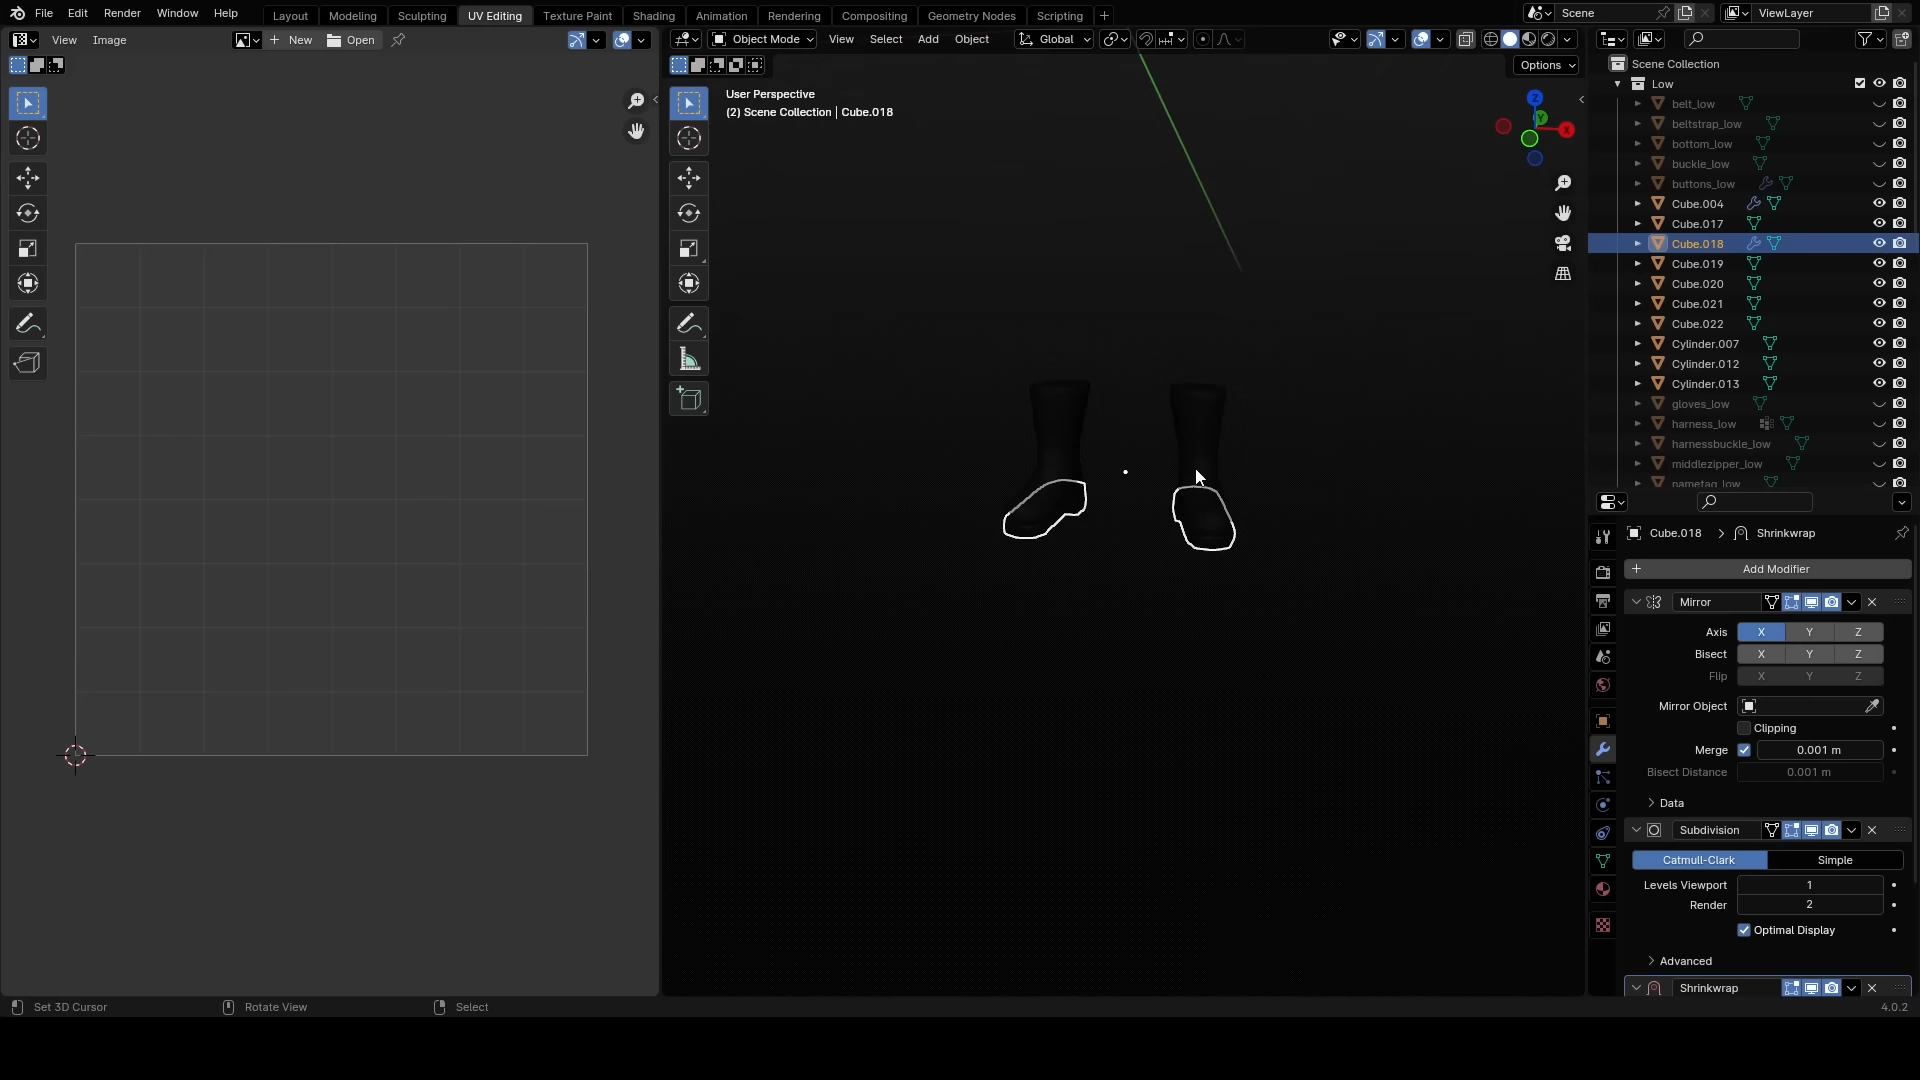 File Edit Render Window Help Layout Modeling Sculpting UV Editing Texture Paint Shading Animation Rendering Compositing Geometry Nodes Scripting Scene ViewLayer
View Image New Open Object Mode View Select Add Object Global
Options
User Perspective
(2) Scene Collection | Cube.018
Z
Y
X
Scene Collection
Low
belt_low
beltstrap_low
bottom_low
buckle_low
buttons_low
Cube.004
Cube.017
Cube.018
Cube.019
Cube.020
Cube.021
Cube.022
Cylinder.007
Cylinder.012
Cylinder.013
gloves_low
harness_low
harnessbuckle_low
middlezipper_low
nametag_low
Cube.018 Shrinkwrap
Add Modifier
Mirror
Axis X Y Z
Bisect X Y Z
Flip X Y Z
Mirror Object
Clipping
Merge 0.001 m
Bisect Distance 0.001 m
Data
Subdivision
Catmull-Clark Simple
Levels Viewport 1
Render 2
Optimal Display
Advanced
Shrinkwrap
Set 3D Cursor Rotate View Select 4.0.2